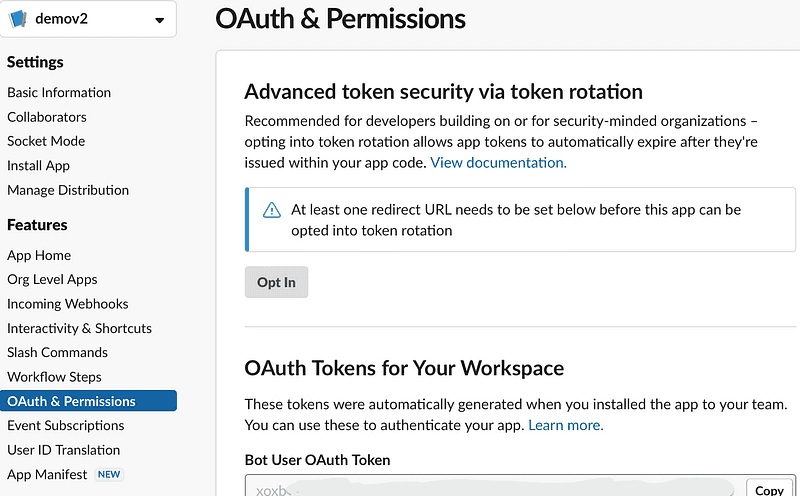 demov2
OAuth & Permissions
Settings
Basic Information
Collaborators
Socket Mode
Install App
Manage Distribution
Features
App Home
Org Level Apps
Incoming Webhooks
Interactivity & Shortcuts
Slash Commands
Workflow Steps
OAuth & Permissions
Event Subscriptions
User ID Translation
App Manifest NEW
Advanced token security via token rotation
Recommended for developers building on or for security-minded organizations –
opting into token rotation allows app tokens to automatically expire after they're
issued within your app code. View documentation.
At least one redirect URL needs to be set below before this app can be
opted into token rotation
Opt In
OAuth Tokens for Your Workspace
These tokens were automatically generated when you installed the app to your team.
You can use these to authenticate your app. Learn more.
Bot User OAuth Token
xoxb-
Copy